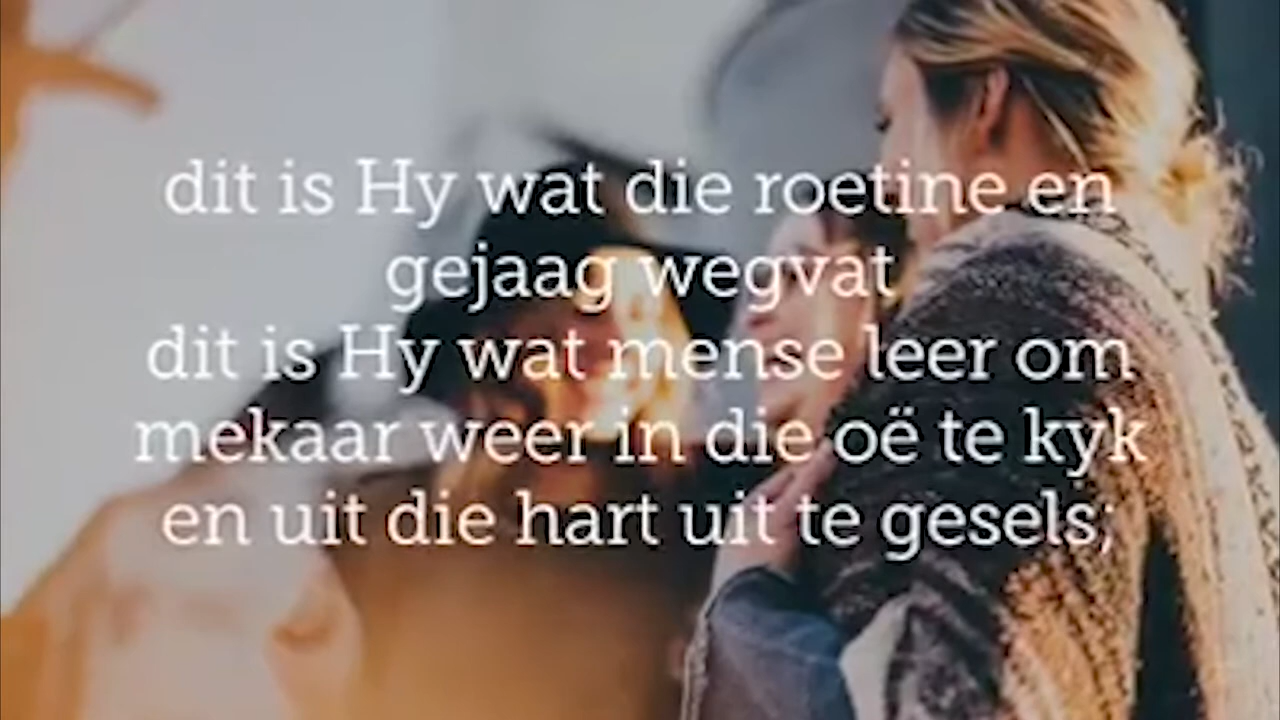 dit is Hy wat die roetine en
gejaag wegvat
dit is Hy wat mense leer om
mekaar weer in die oë te kyk
en uit die hart uit te gesels;